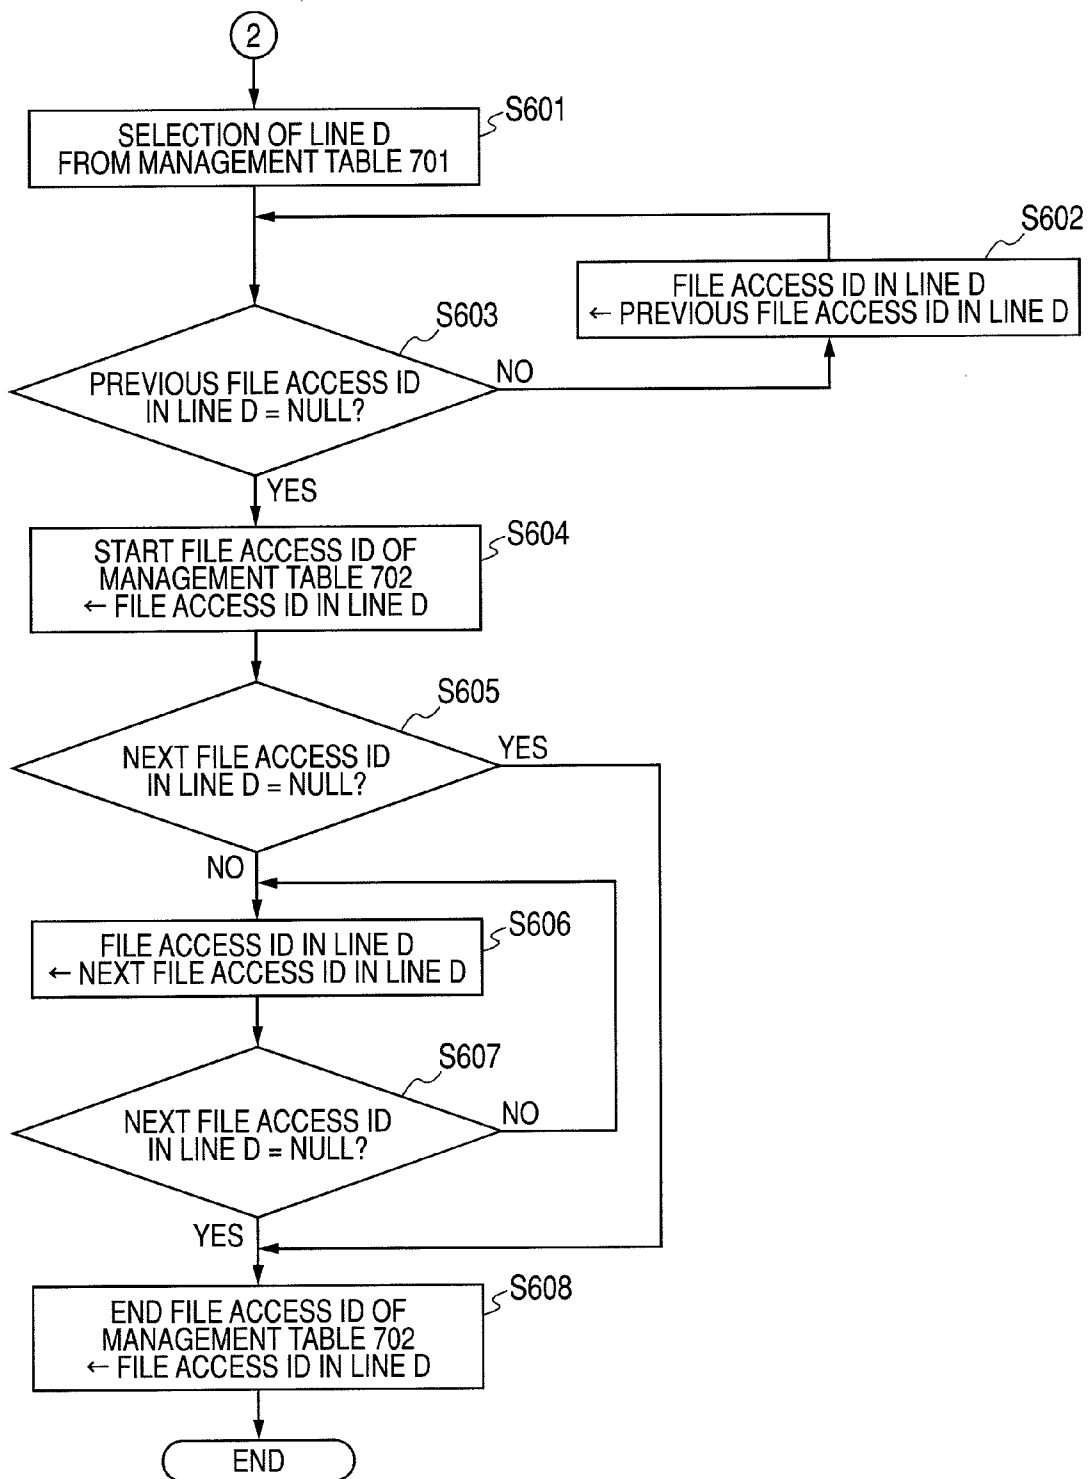 2
SELECTION OF LINE D
FROM MANAGEMENT TABLE 701
S601
S602
FILE ACCESS ID IN LINE D
← PREVIOUS FILE ACCESS ID IN LINE D
S603
PREVIOUS FILE ACCESS ID
IN LINE D = NULL?
NO
YES
S604
START FILE ACCESS ID OF
MANAGEMENT TABLE 702
← FILE ACCESS ID IN LINE D
S605
NEXT FILE ACCESS ID
IN LINE D = NULL?
YES
NO
S606
FILE ACCESS ID IN LINE D
← NEXT FILE ACCESS ID IN LINE D
S607
NEXT FILE ACCESS ID
IN LINE D = NULL?
NO
YES
S608
END FILE ACCESS ID OF
MANAGEMENT TABLE 702
← FILE ACCESS ID IN LINE D
END